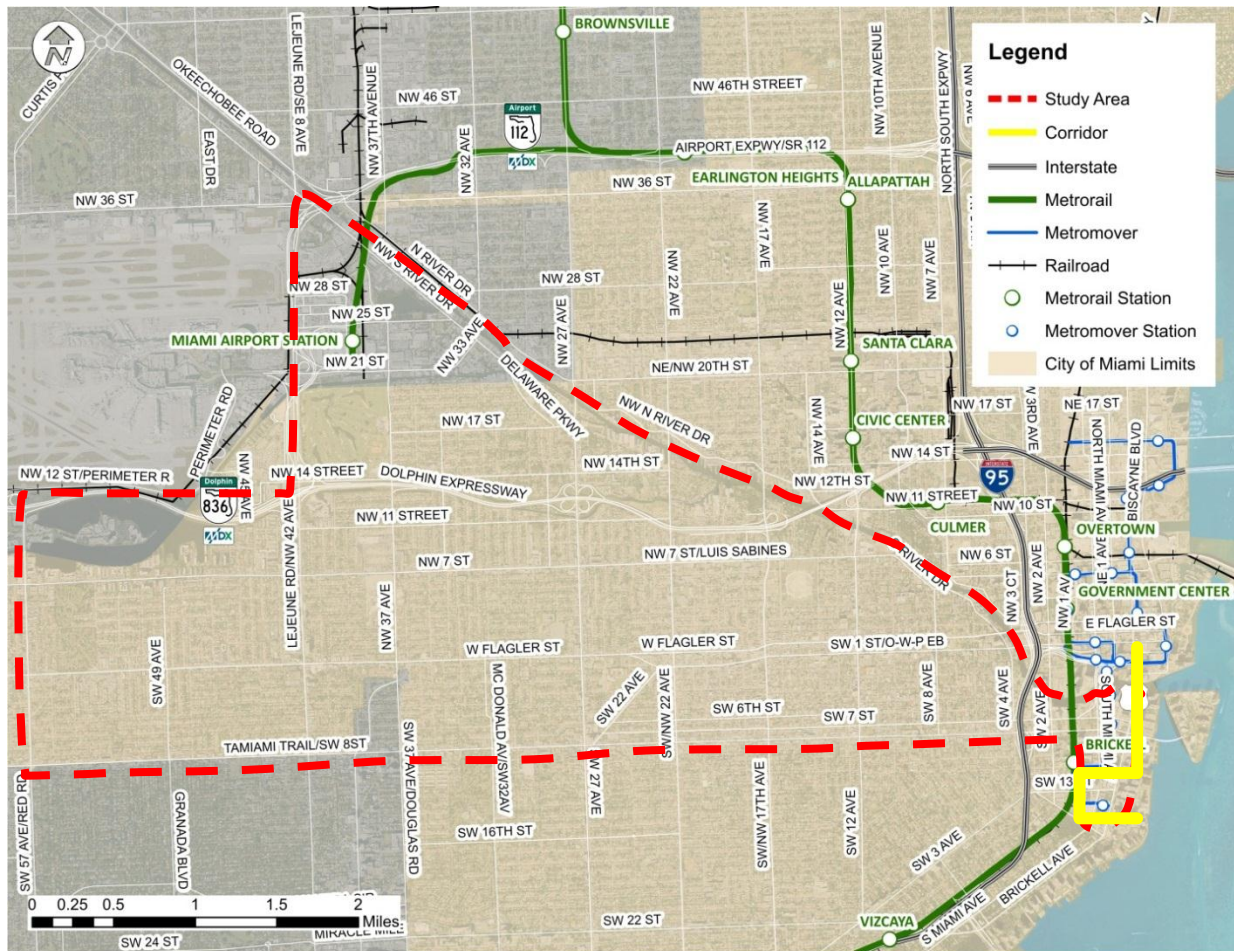 N
BROWNSVILLE
Legend
Study Area
Corridor
Interstate
Metrorail
Metromover
Railroad
Metrorail Station
Metromover Station
City of Miami Limits
LEJEUNE RD/SE 8 AVE
OKEECHOBEE ROAD
NW 37TH AVENUE
NW 46 ST
NW 46TH STREET
NW 10TH AVENUE
NORTH SOUTH EXPWY
EAST DR
Airport
112
MDX
NW 32 AVE
AIRPORT EXPWY/SR 112
EARLINGTON HEIGHTS
ALLAPATTAH
NW 36 ST
NW 36 ST
NW 17 AVE
NW 10 AVE
NW 7 AVE
N RIVER DR
NW S RIVER DR
NW 28 ST
NW 28 ST
NW 22 AVE
NW 27 AVE
NW 12 AVE
NW 25 ST
MIAMI AIRPORT STATION
NW 21 ST
NW 33 AVE
SANTA CLARA
NE/NW 20TH ST
DELAWARE PKWY
PERIMETER RD
NW 17 ST
NW N RIVER DR
NW 14 AVE
CIVIC CENTER
NW 17 ST
NW 3RD AVE
NE 17 ST
NORTH MIAMI AV
BISCAYNE BLVD
NW 14 ST
NW 12 ST/PERIMETER R
NW 45 AVE
Dolphin
836
MDX
NW 14 STREET
DOLPHIN EXPRESSWAY
NW 14TH ST
NW 12TH ST
INTERSTATE
95
NW 11 STREET
NW 10 ST
CULMER
NW 11 STREET
OVERTOWN
LEJEUNE RD/NW 42 AVE
NW 7 ST/LUIS SABINES
RIVER DR
NW 6 ST
NW 3 CT
NW 2 AVE
NW 1 AV
NE 1 AVE
GOVERNMENT CENTER
E FLAGLER ST
NW 37 AVE
W FLAGLER ST
W FLAGLER ST
SW 1 ST/O-W-P EB
SW 49 AVE
MC DONALD AV/SW32AV
SW 22 AVE
SW/NW 22 AVE
SW 6TH ST
SW 7 ST
SW 8 AVE
SW 4 AVE
SW 2 AVE
SOUTH MIAMI
TAMIAMI TRAIL/SW 8ST
BRICKE
SW 13
SW 57 AVE/RED RD
GRANADA BLVD
SW 37 AVE/DOUGLAS RD
SW 27 AVE
SW/NW 17TH AVE
SW 12 AVE
SW 16TH ST
SW 3 AVE
BRICKELL AVE
S MIAMI AVE
VIZCAYA
SW 22 ST
0 0.25 0.5 1 1.5 2
Miles
MIRACLE MILE
SW 24 ST